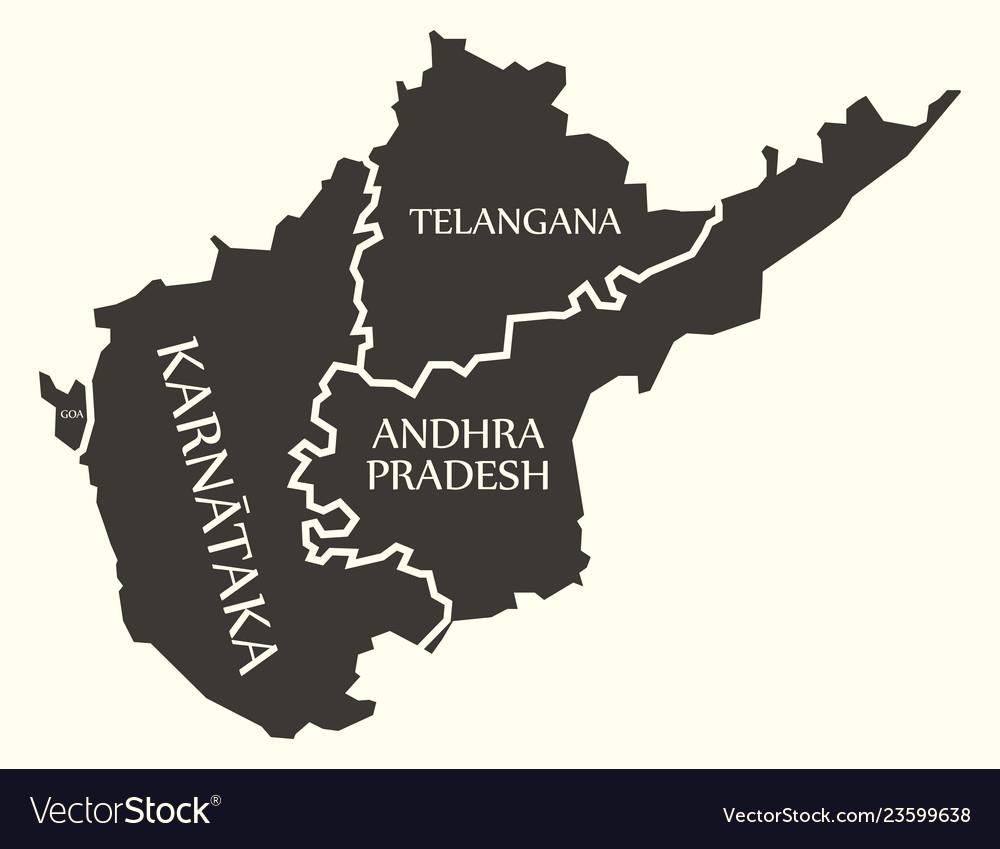 TELANGANA
GOA
KARNĀTAKA
ANDHRA
PRADESH
VectorStock®
VectorStock.com/23599638